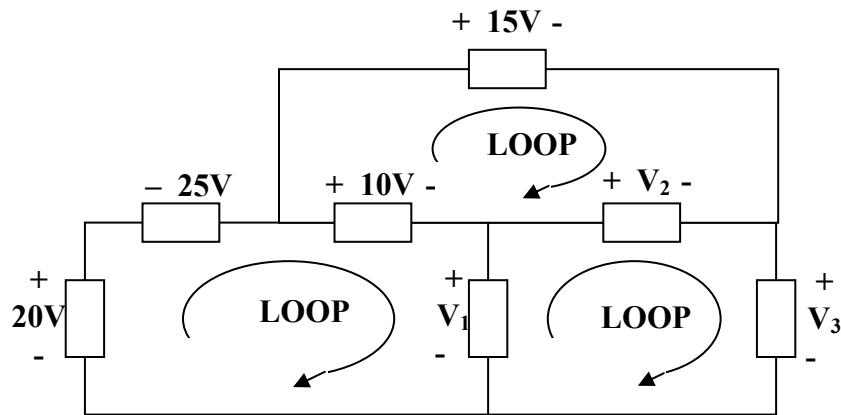 + 15V -
LOOP
– 25V
+ 10V -
+ V₂ -
+
20V
-
LOOP
+
V₁
-
LOOP
+
V₃
-